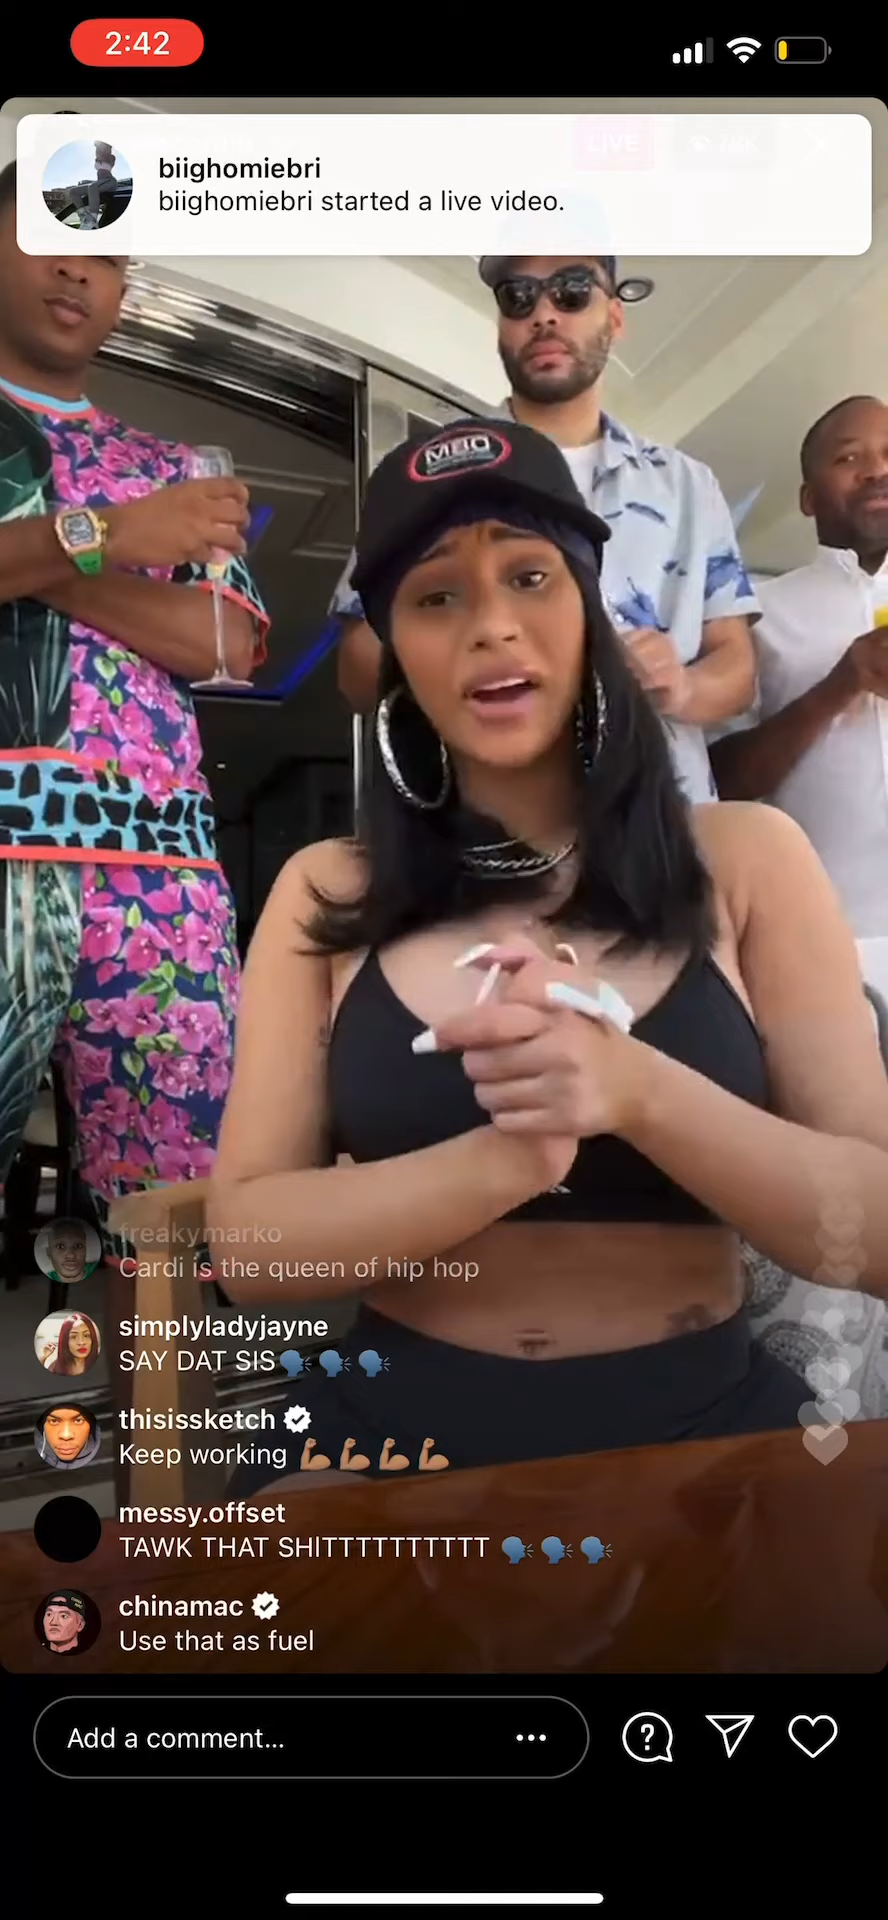 2:42
biighomiebri
biighomiebri started a live video.
LIVE
freakymarko
Cardi is the queen of hip hop
simplyladyjayne
SAY DAT SIS🗣️🗣️🗣️
thisissketch
Keep working 💪🏽💪🏽💪🏽💪🏽
messy.offset
TAWK THAT SHITTTTTTTTTT 🗣️🗣️🗣️
chinamac
Use that as fuel
Add a comment...